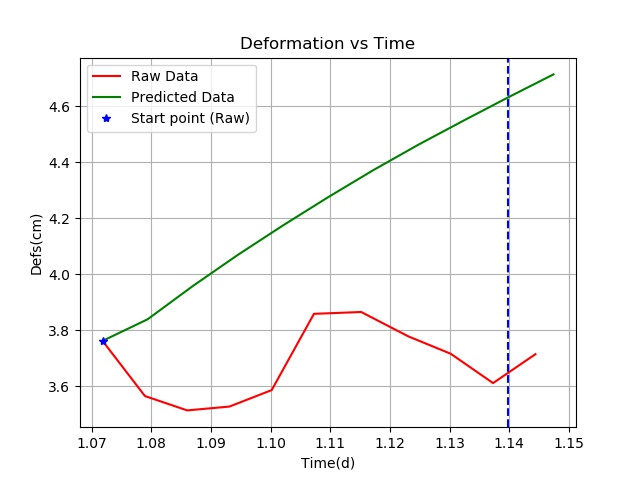 Deformation vs Time
Raw Data
Predicted Data
Start point (Raw)
Defs(cm)
4.6
4.4
4.2
4.0
3.8
3.6
1.07 1.08 1.09 1.10 1.11 1.12 1.13 1.14 1.15
Time(d)